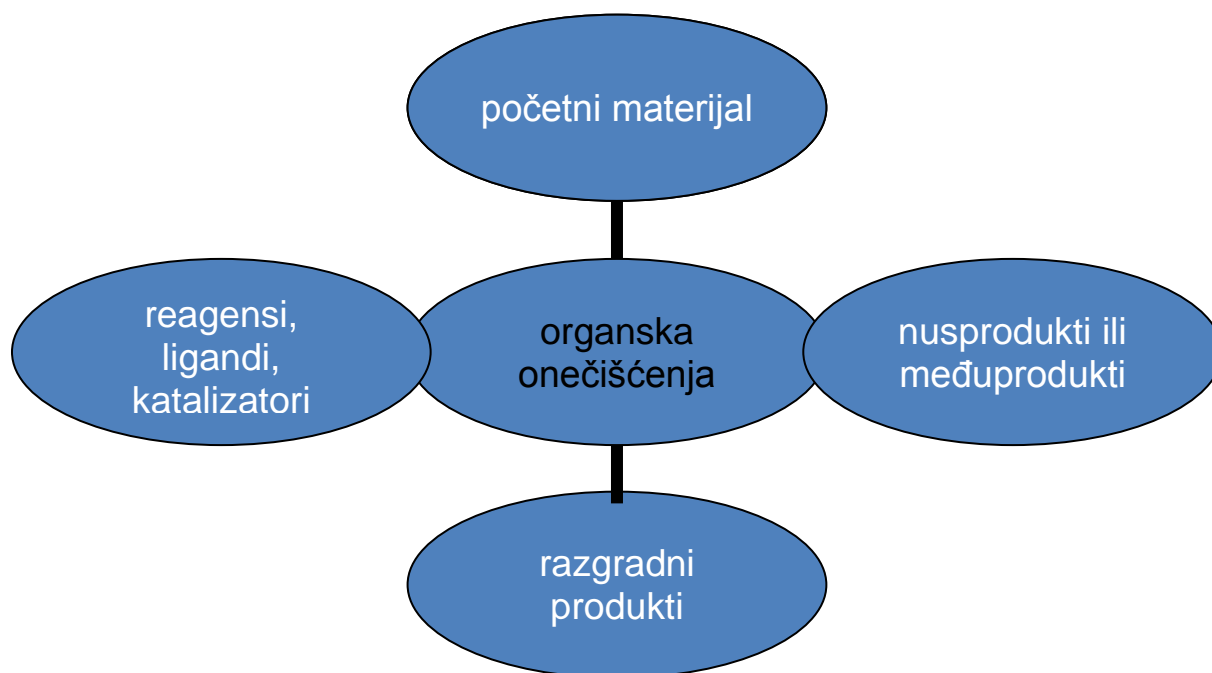 početni materijal
reagensi,
ligandi,
katalizatori
organska
onečišćenja
nusprodukti ili
međuprodukti
razgradni
produkti